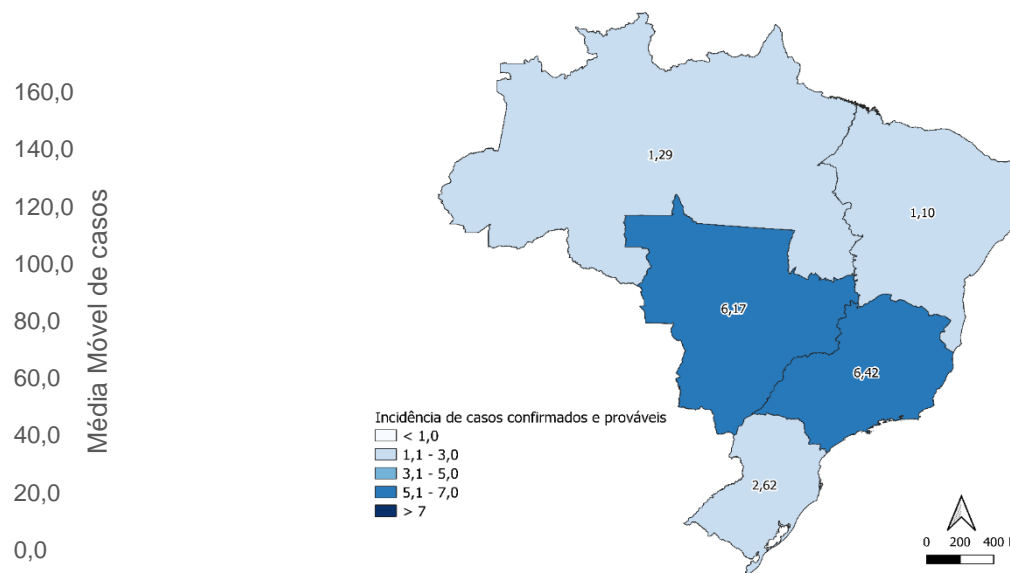 160,0
140,0
120,0
100,0
80,0
60,0
40,0
20,0
0,0
Média Móvel de casos
1,29
1,10
6,17
6,42
2,62
Incidência de casos confirmados e prováveis
< 1,0
1,1 - 3,0
3,1 - 5,0
5,1 - 7,0
> 7
0 200 400